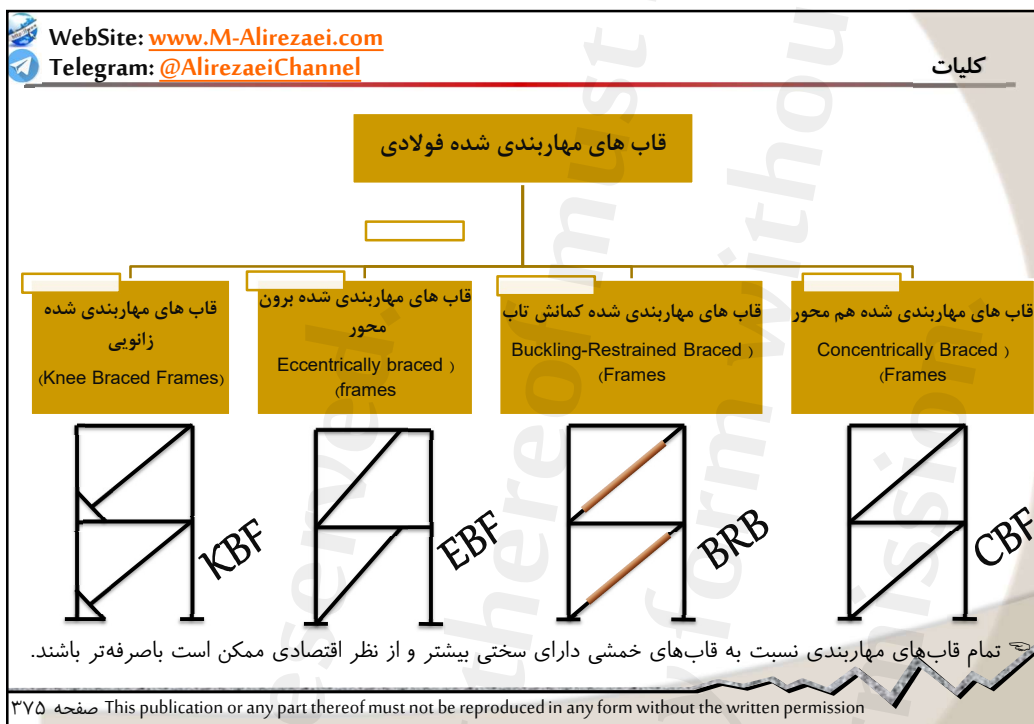 WebSite: www.M-Alirezaei.com
Telegram: @AlirezaeiChannel
کلیات
قاب های مهاربندی شده فولادی
قاب های مهاربندی شده هم محور
Concentrically Braced )
(Frames
قاب های مهاربندی شده کمانش تاب
Buckling-Restrained Braced )
(Frames
قاب های مهاربندی شده برون
محور
Eccentrically braced )
(frames
قاب های مهاربندی شده
زانویی
(Knee Braced Frames)
KBF
EBF
BRB
CBF
تمام قاب‌های مهاربندی نسبت به قاب‌های خمشی دارای سختی بیشتر و از نظر اقتصادی ممکن است باصرفه‌تر باشند.
صفحه ۳۷۵ This publication or any part thereof must not be reproduced in any form without the written permission